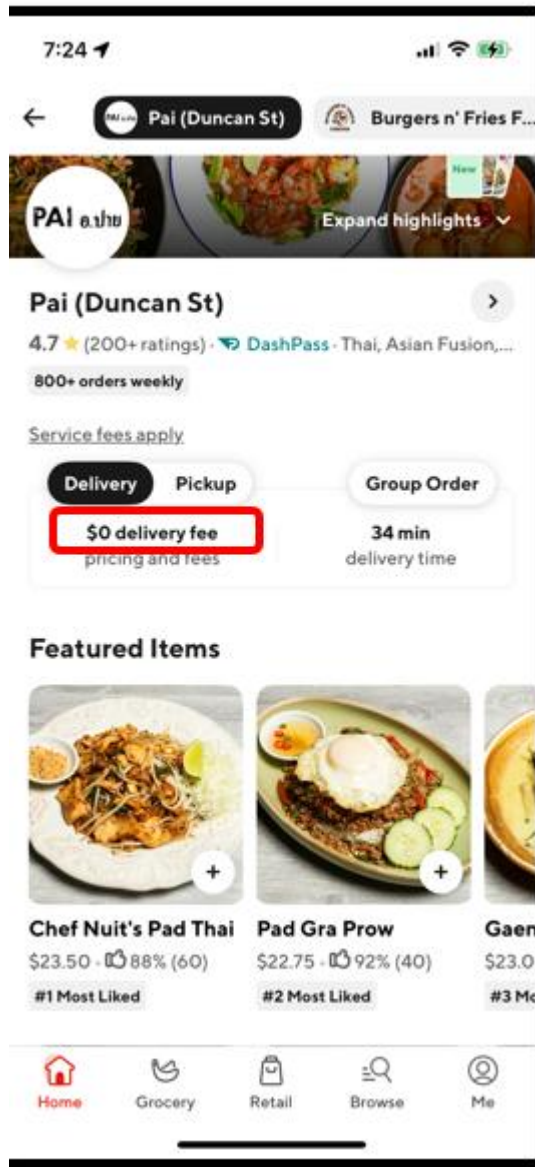 7:24
Pai (Duncan St)
Burgers n' Fries F...
New
PAI อ.ปาย
Expand highlights
Pai (Duncan St)
4.7 (200+ ratings) · DashPass · Thai, Asian Fusion,...
800+ orders weekly
Service fees apply
Delivery Pickup Group Order
$0 delivery fee 34 min
pricing and fees delivery time
Featured Items
Chef Nuit's Pad Thai Pad Gra Prow Gaen
$23.50 · 88% (60) $22.75 · 92% (40) $23.0
#1 Most Liked #2 Most Liked #3 Mo
Home Grocery Retail Browse Me